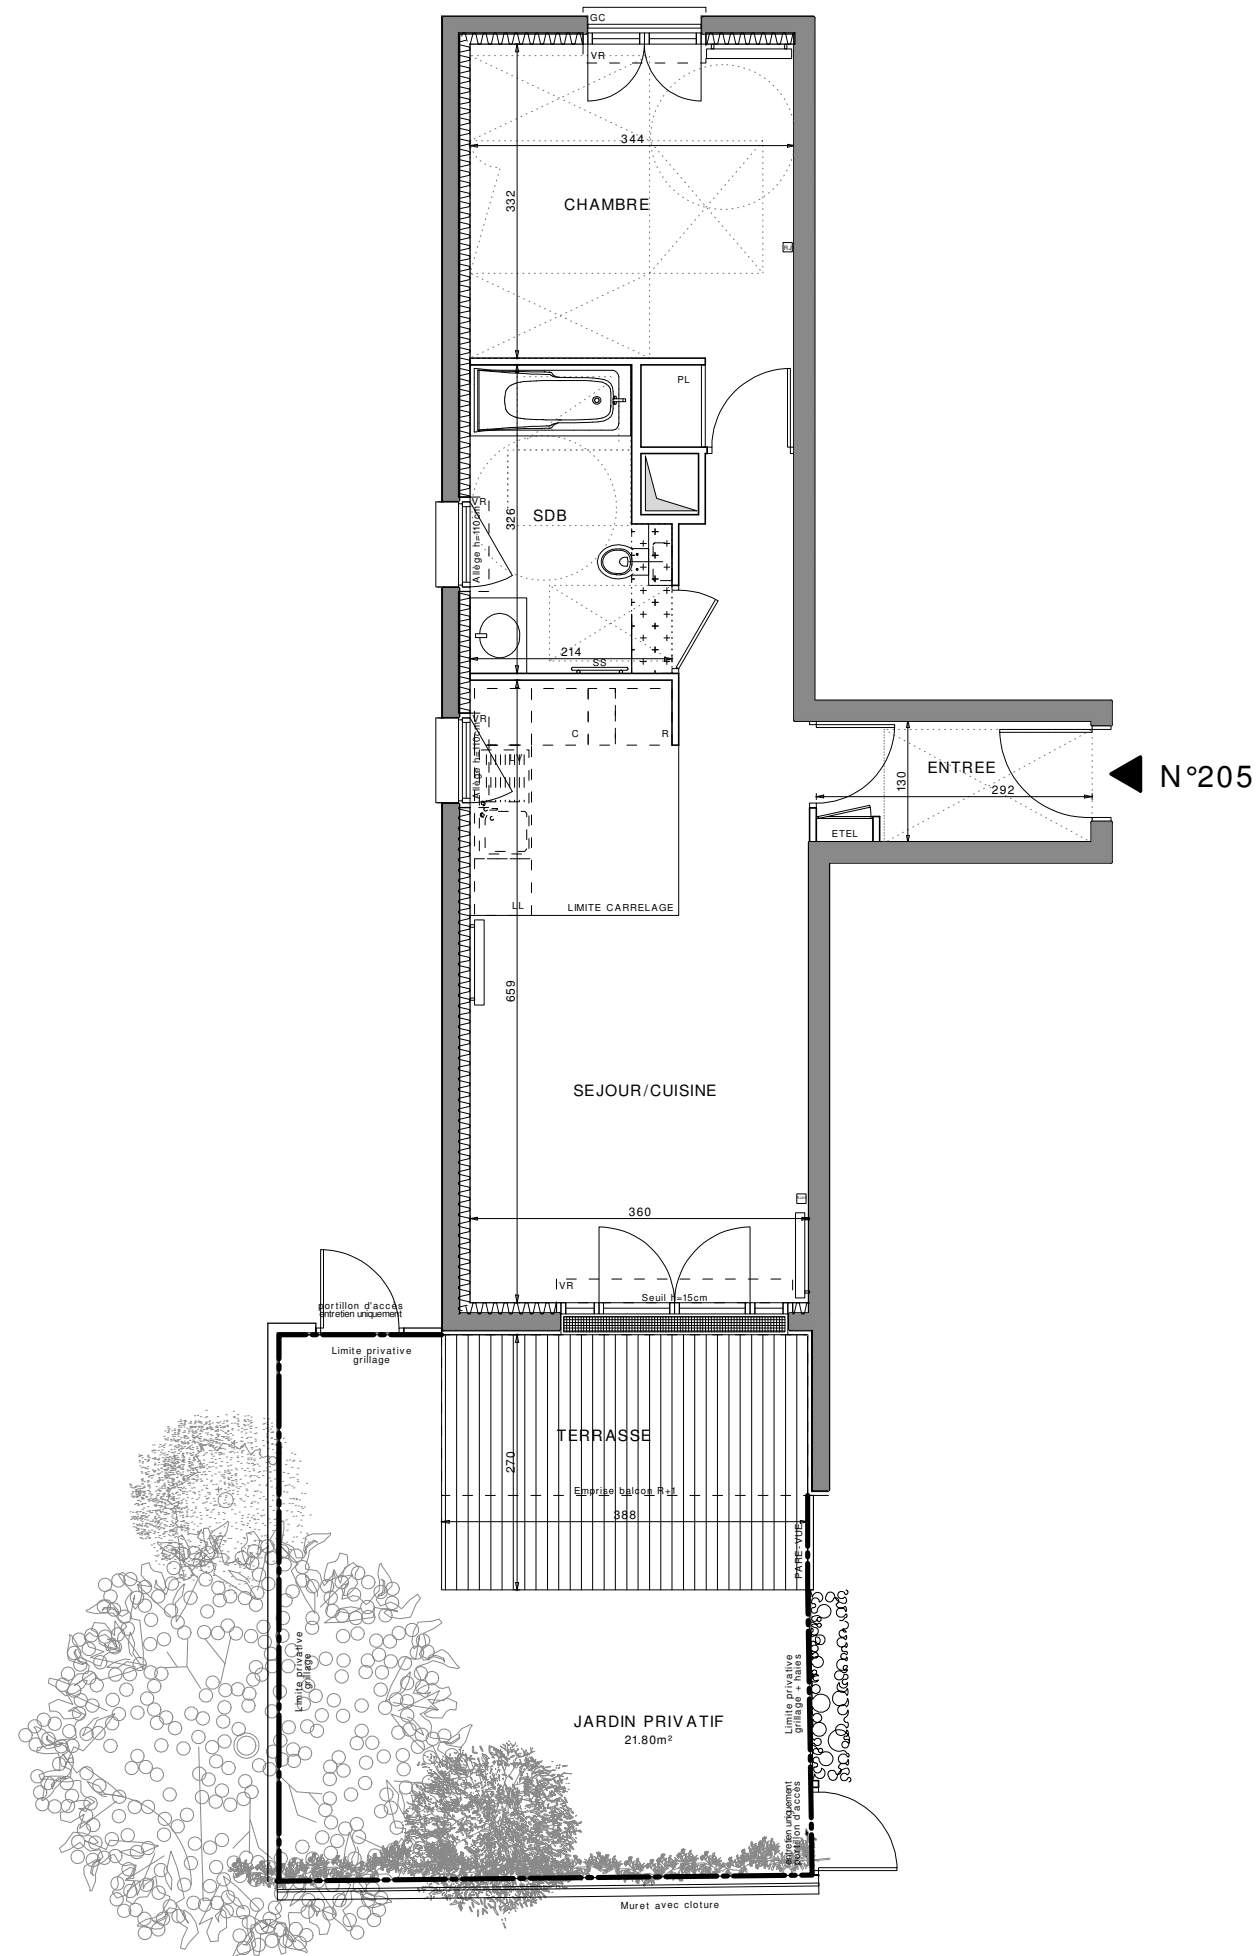 GC
VR
344
332
CHAMBRE
PL
VR
Allège h=110cm
326
SDB
214
SS
VR
Allège h=110cm
C
R
LV
ENTREE
130
292
N°205
ETEL
LL
LIMITE CARRELAGE
659
SEJOUR/CUISINE
360
VR
Seuil h=15cm
portillon d'accès
entretien uniquement
Limite privative
grillage
TERRASSE
270
Emprise balcon R+1
388
PARE-VUE
Limite privative
grillage
Limite privative
grillage + haies
JARDIN PRIVATIF
21.80m²
entretien uniquement
portillon d'accès
Muret avec cloture